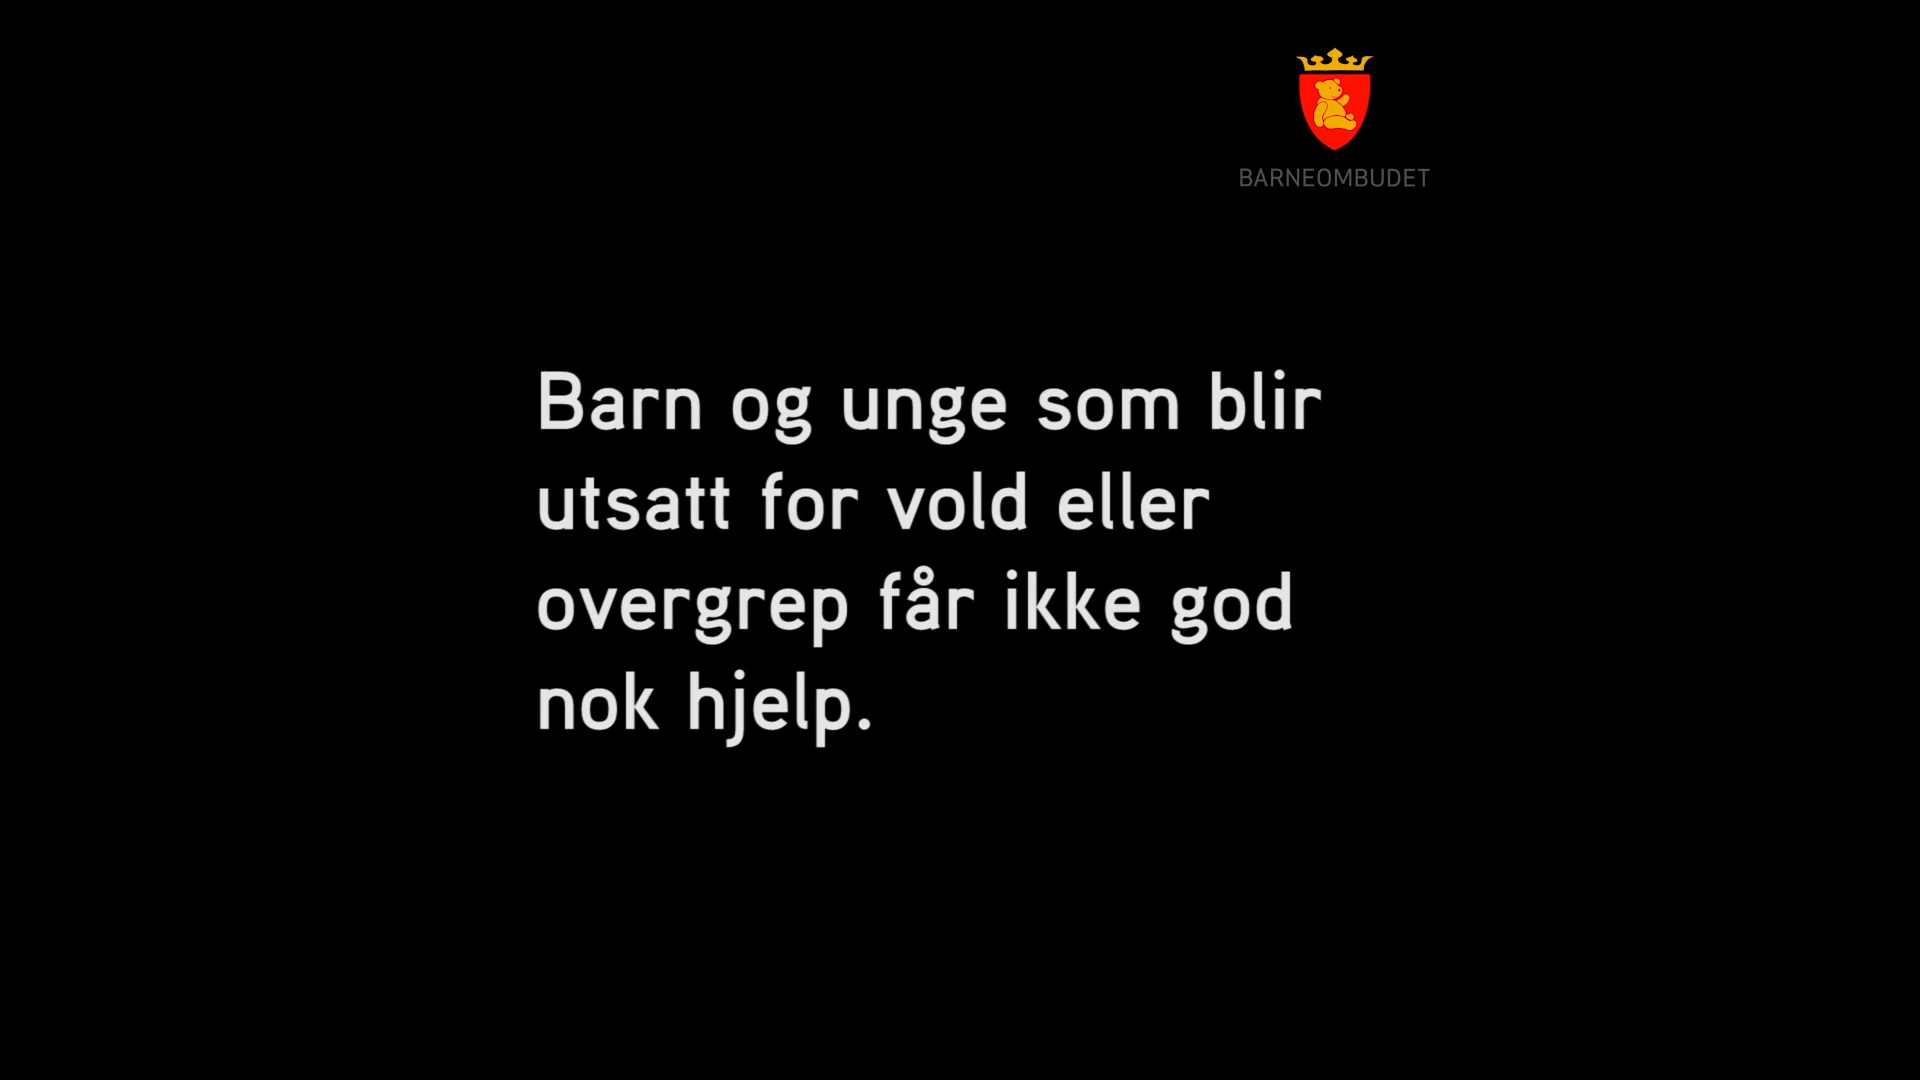 BARNEOMBUDET
Barn og unge som blir
utsatt for vold eller
overgrep får ikke god
nok hjelp.